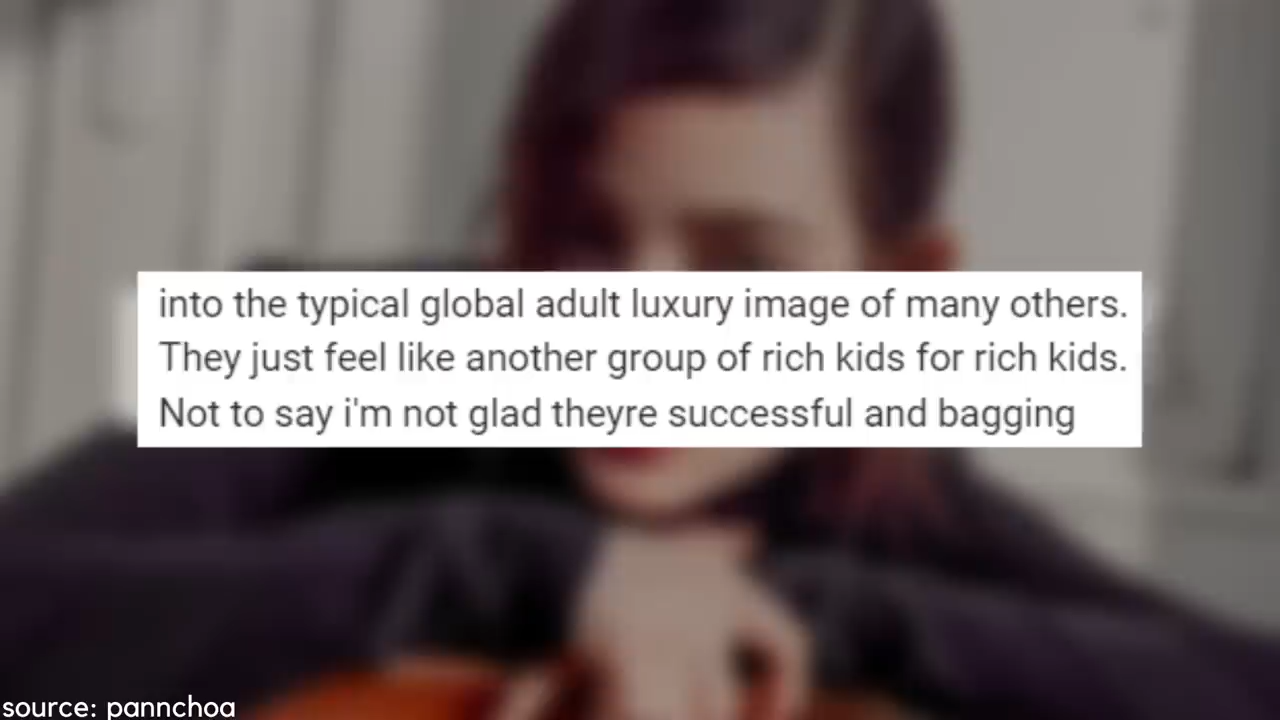 into the typical global adult luxury image of many others.
They just feel like another group of rich kids for rich kids.
Not to say i'm not glad theyre successful and bagging
source: pannchoa